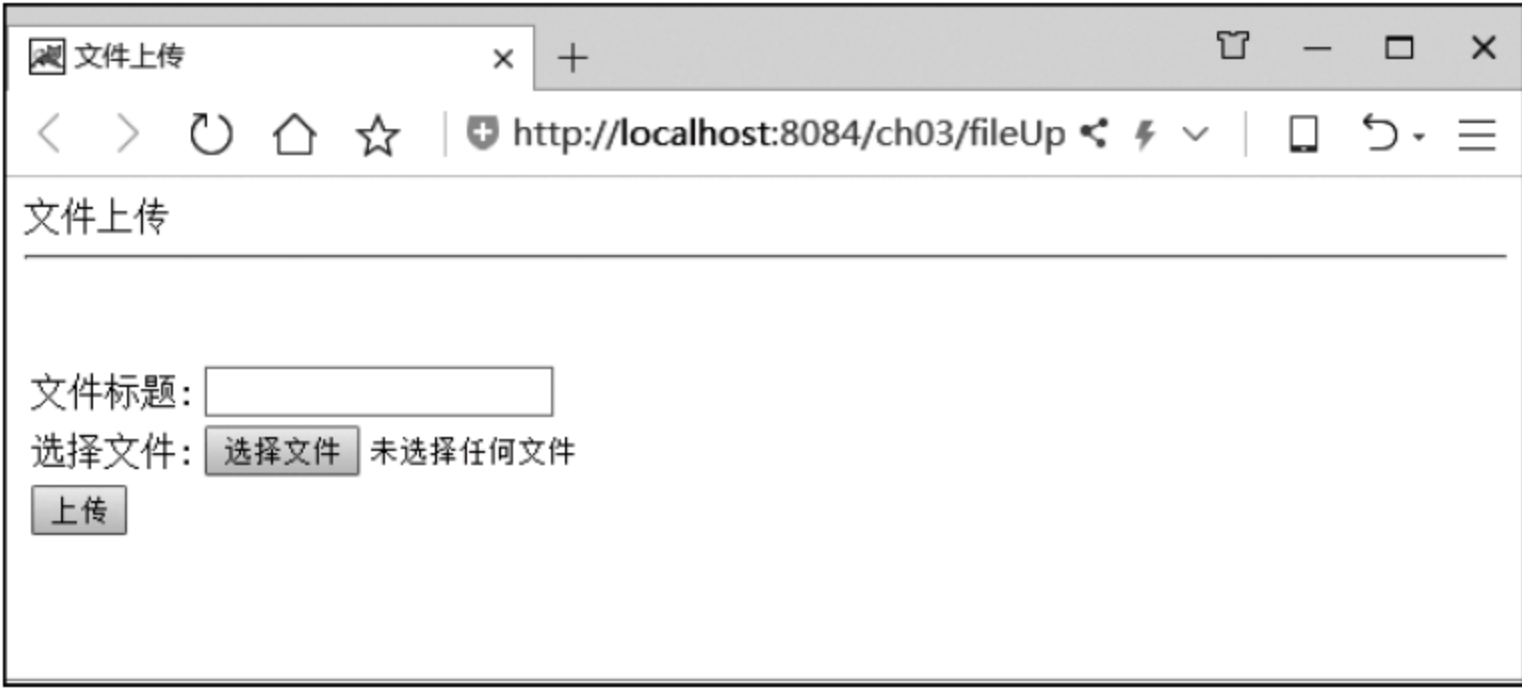 文件上传
http://localhost:8084/ch03/fileUp
文件上传
文件标题:
选择文件: 选择文件 未选择任何文件
上传